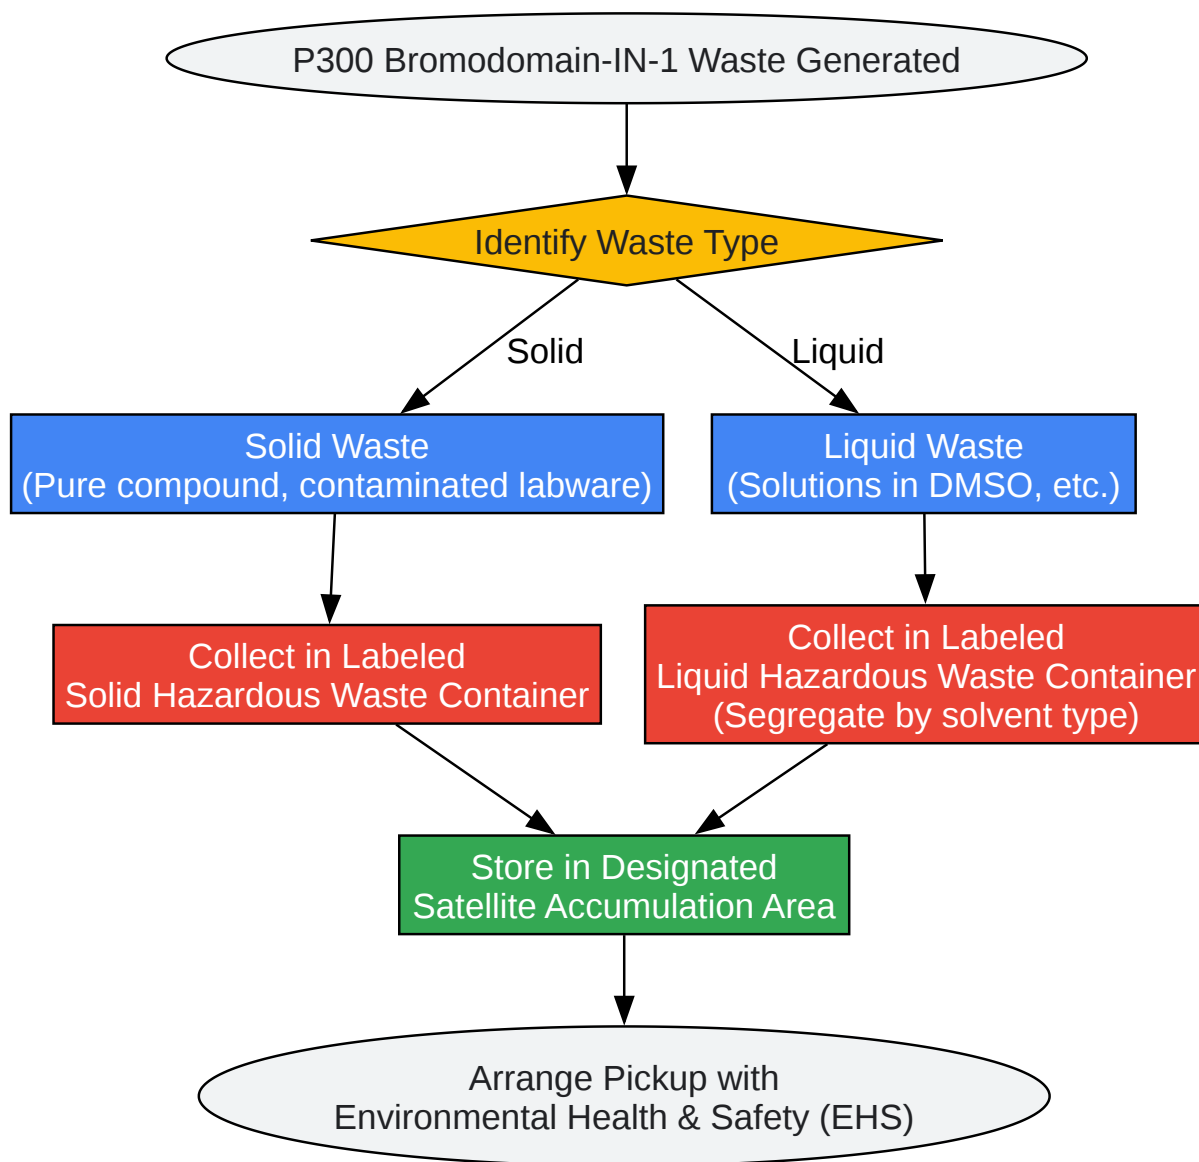 P300 Bromodomain-IN-1 Waste Generated
Identify Waste Type
Solid
Liquid
Solid Waste
(Pure compound, contaminated labware)
Liquid Waste
(Solutions in DMSO, etc.)
Collect in Labeled
Solid Hazardous Waste Container
Collect in Labeled
Liquid Hazardous Waste Container
(Segregate by solvent type)
Store in Designated
Satellite Accumulation Area
Arrange Pickup with
Environmental Health & Safety (EHS)